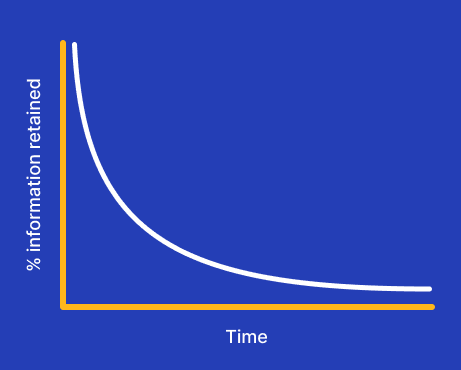 % information retained
Time